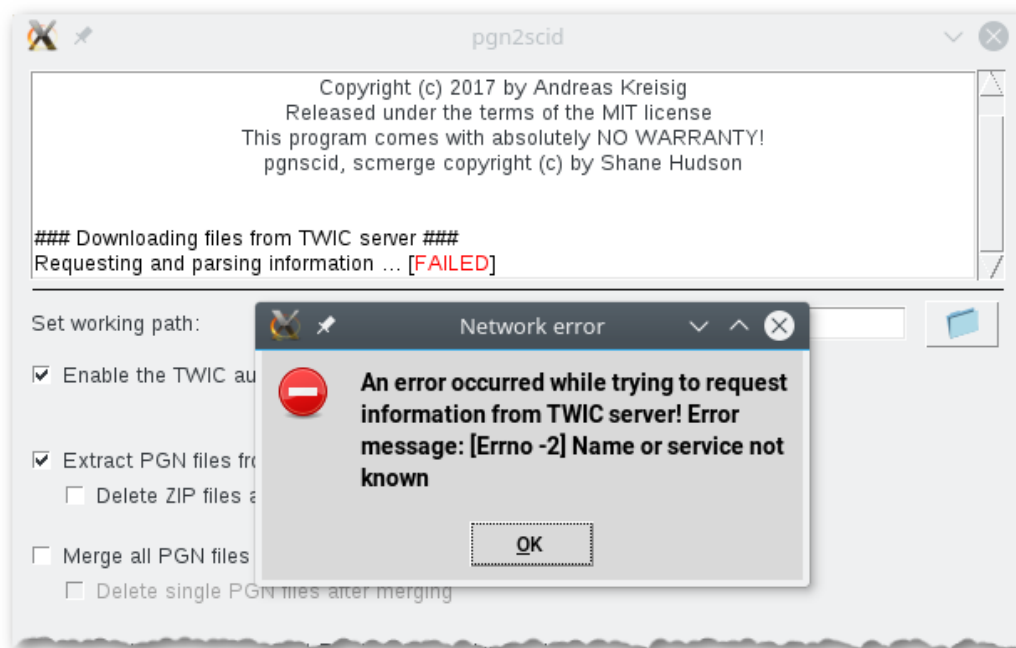 pgn2scid
Copyright (c) 2017 by Andreas Kreisig
Released under the terms of the MIT license
This program comes with absolutely NO WARRANTY!
pgnscid, scmerge copyright (c) by Shane Hudson
### Downloading files from TWIC server ###
Requesting and parsing information ... [FAILED]
Set working path:
Network error
Enable the TWIC au
An error occurred while trying to request
information from TWIC server! Error
message: [Errno -2] Name or service not
known
Extract PGN files fro
Delete ZIP files a
OK
Merge all PGN files
Delete single PGN files after merging